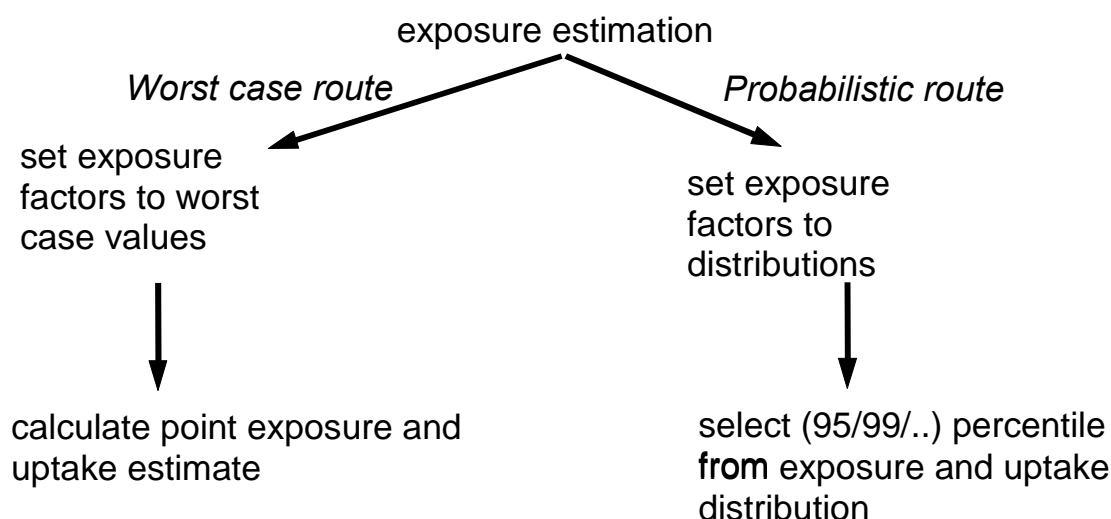 exposure estimation
Worst case route
Probabilistic route
set exposure
factors to worst
case values
set exposure
factors to
distributions
calculate point exposure and
uptake estimate
select (95/99/..) percentile
from exposure and uptake
distribution